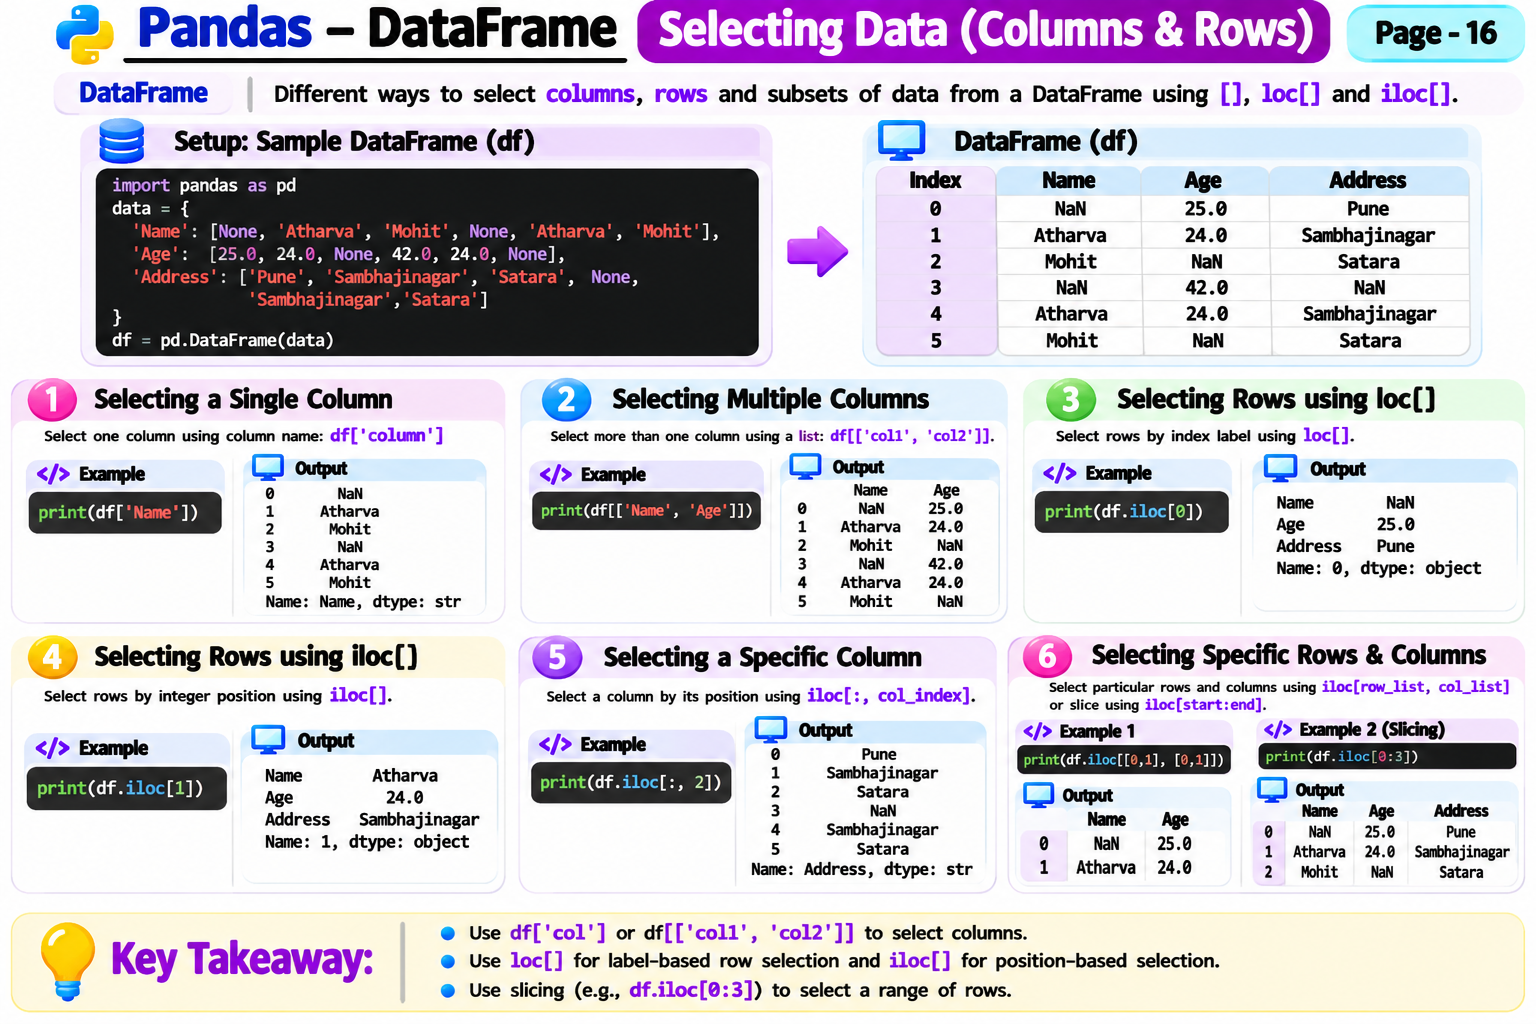 Pandas – DataFrame
Selecting Data (Columns & Rows)
Page - 16
DataFrame
Different ways to select columns, rows and subsets of data from a DataFrame using [], loc[] and iloc[].
Setup: Sample DataFrame (df)
import pandas as pd
data = {
'Name': [None, 'Atharva', 'Mohit', None, 'Atharva', 'Mohit'],
'Age': [25.0, 24.0, None, 42.0, 24.0, None],
'Address': ['Pune', 'Sambhajinagar', 'Satara', None,
'Sambhajinagar','Satara']
}
df = pd.DataFrame(data)
DataFrame (df)
Index Name Age Address
0 NaN 25.0 Pune
1 Atharva 24.0 Sambhajinagar
2 Mohit NaN Satara
3 NaN 42.0 NaN
4 Atharva 24.0 Sambhajinagar
5 Mohit NaN Satara
1 Selecting a Single Column
Select one column using column name: df['column']
</> Example
print(df['Name'])
Output
0 NaN
1 Atharva
2 Mohit
3 NaN
4 Atharva
5 Mohit
Name: Name, dtype: str
2 Selecting Multiple Columns
Select more than one column using a list: df[['col1', 'col2']].
</> Example
print(df[['Name', 'Age']])
Output
Name Age
0 NaN 25.0
1 Atharva 24.0
2 Mohit NaN
3 NaN 42.0
4 Atharva 24.0
5 Mohit NaN
3 Selecting Rows using loc[]
Select rows by index label using loc[].
</> Example
print(df.iloc[0])
Output
Name NaN
Age 25.0
Address Pune
Name: 0, dtype: object
4 Selecting Rows using iloc[]
Select rows by integer position using iloc[].
</> Example
print(df.iloc[1])
Output
Name Atharva
Age 24.0
Address Sambhajinagar
Name: 1, dtype: object
5 Selecting a Specific Column
Select a column by its position using iloc[:, col_index].
</> Example
print(df.iloc[:, 2])
Output
0 Pune
1 Sambhajinagar
2 Satara
3 NaN
4 Sambhajinagar
5 Satara
Name: Address, dtype: str
6 Selecting Specific Rows & Columns
Select particular rows and columns using iloc[row_list, col_list]
or slice using iloc[start:end].
</> Example 1
print(df.iloc[[0,1], [0,1]])
Output
Name Age
0 NaN 25.0
1 Atharva 24.0
</> Example 2 (Slicing)
print(df.iloc[0:3])
Output
Name Age Address
0 NaN 25.0 Pune
1 Atharva 24.0 Sambhajinagar
2 Mohit NaN Satara
Key Takeaway:
Use df['col'] or df[['col1', 'col2']] to select columns.
Use loc[] for label-based row selection and iloc[] for position-based selection.
Use slicing (e.g., df.iloc[0:3]) to select a range of rows.